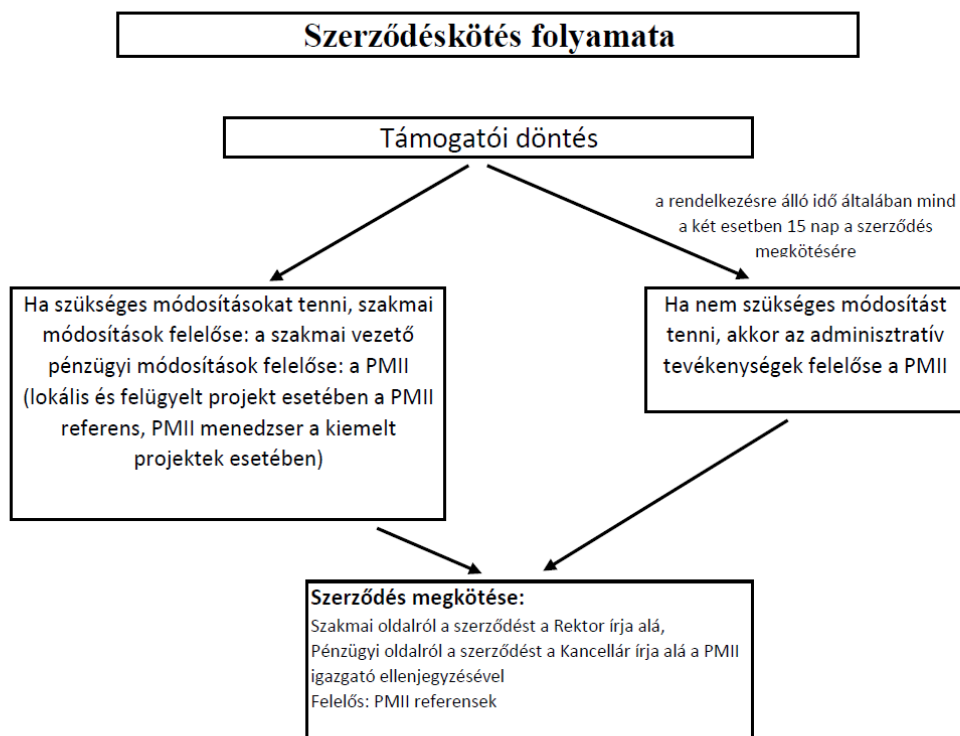 Szerződéskötés folyamata
Támogatói döntés
a rendelkezésre álló idő általában mind
a két esetben 15 nap a szerződés
megkötésére
Ha szükséges módosításokat tenni, szakmai
módosítások felelőse: a szakmai vezető
pénzügyi módosítások felelőse: a PMII
(lokális és felügyelt projekt esetében a PMII
referens, PMII menedzser a kiemelt
projektek esetében)
Ha nem szükséges módosítást
tenni, akkor az adminisztratív
tevékenységek felelőse a PMII
Szerződés megkötése:
Szakmai oldalról a szerződést a Rektor írja alá,
Pénzügyi oldalról a szerződést a Kancellár írja alá a PMII
igazgató ellenjegyzésével
Felelős: PMII referensek